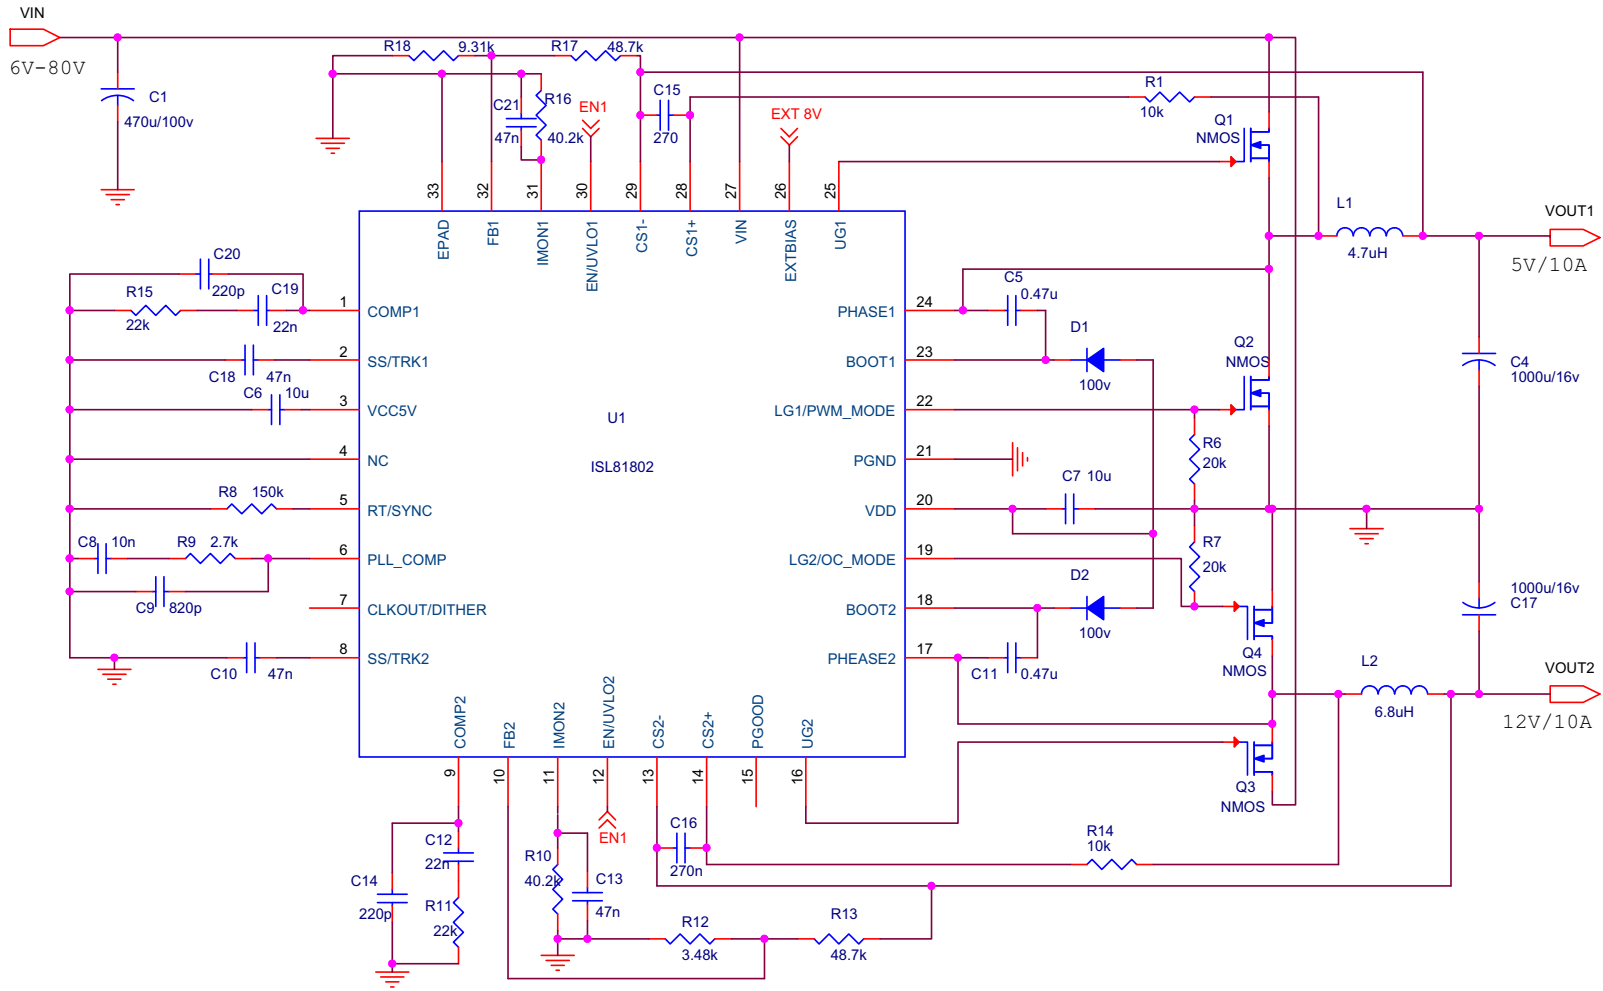 VIN
6V-80V
C1
470u/100v
R18
9.31k
R17
48.7k
C21
47n
R16
40.2k
EN1
C15
270
EXT 8V
R1
10k
Q1
NMOS
33
32
31
30
29
28
27
26
25
EPAD
FB1
IMON1
EN/UVLO1
CS1-
CS1+
VIN
EXTBIAS
UG1
L1
4.7uH
VOUT1
5V/10A
C20
220p
R15
22k
C19
22n
1
COMP1
C18
47n
2
SS/TRK1
C6
10u
3
VCC5V
4
NC
R8
150k
5
RT/SYNC
C8
10n
R9
2.7k
6
PLL_COMP
C9
820p
7
CLKOUT/DITHER
C10
47n
8
SS/TRK2
U1
ISL81802
PHASE1
24
C5
0.47u
BOOT1
23
D1
100v
Q2
NMOS
LG1/PWM_MODE
22
R6
20k
PGND
21
C7
10u
VDD
20
LG2/OC_MODE
19
R7
20k
BOOT2
18
D2
100v
PHEASE2
17
C11
0.47u
C4
1000u/16v
1000u/16v
C17
Q4
NMOS
L2
6.8uH
VOUT2
12V/10A
Q3
NMOS
COMP2
FB2
IMON2
EN/UVLO2
CS2-
CS2+
PGOOD
UG2
9
10
11
12
13
14
15
16
EN1
C12
22n
C14
220p
R11
22k
R10
40.2k
C13
47n
C16
270n
R14
10k
R12
3.48k
R13
48.7k